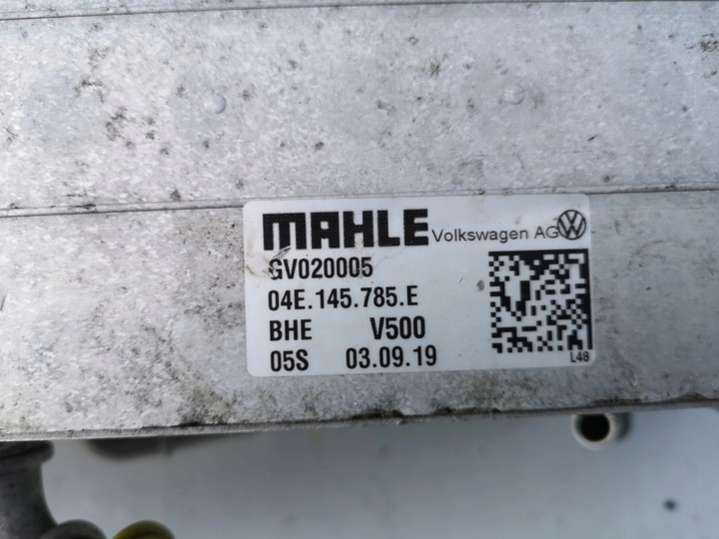 MAHLE Volkswagen AG
GV020005
04E.145.785.E
BHE V500
05S 03.09.19
L48